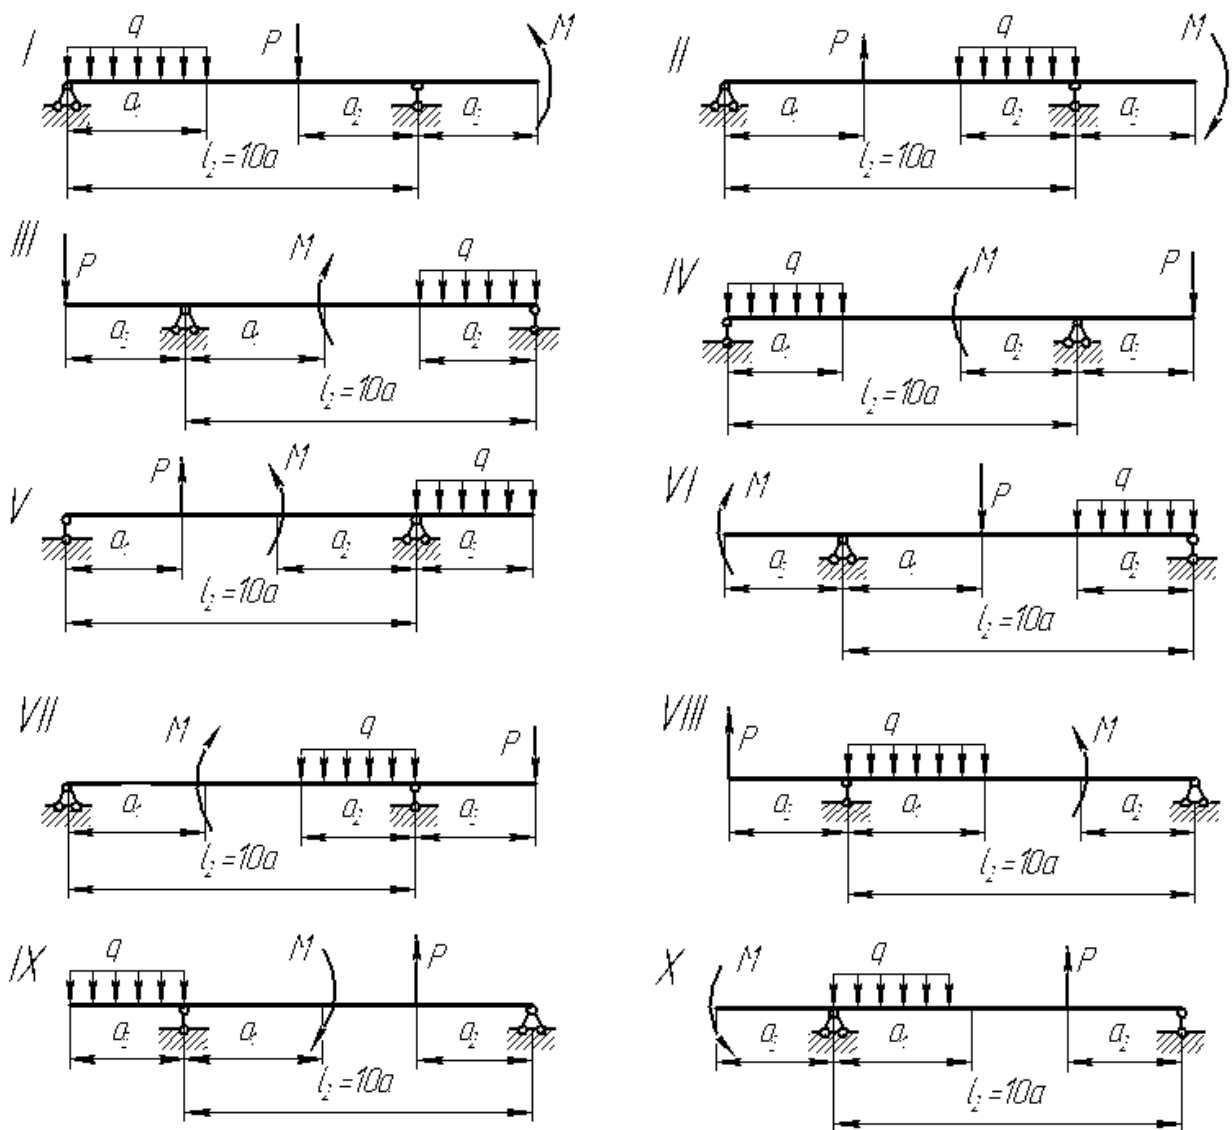 I q P M
a₁ a₂ a₃
l₂=10a
II P q M
a₁ a₂ a₃
l₂=10a
III P M q
a₃ a₁ a₂
l₂=10a
IV q M P
a₁ a₂ a₃
l₂=10a
V P M q
a₁ a₂ a₃
l₂=10a
VI M P q
a₃ a₁ a₂
l₂=10a
VII M q P
a₁ a₂ a₃
l₂=10a
VIII P q M
a₃ a₁ a₂
l₂=10a
IX q M P
a₃ a₁ a₂
l₂=10a
X M q P
a₃ a₁ a₂
l₂=10a